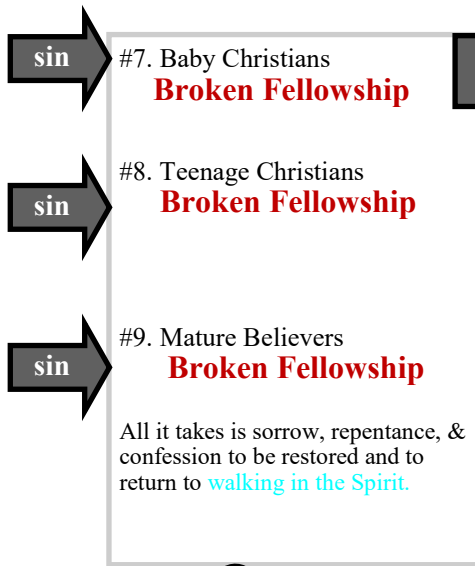 sin
#7. Baby Christians
Broken Fellowship
#8. Teenage Christians
sin
Broken Fellowship
#9. Mature Believers
sin
Broken Fellowship
All it takes is sorrow, repentance, &
confession to be restored and to
return to walking in the Spirit.